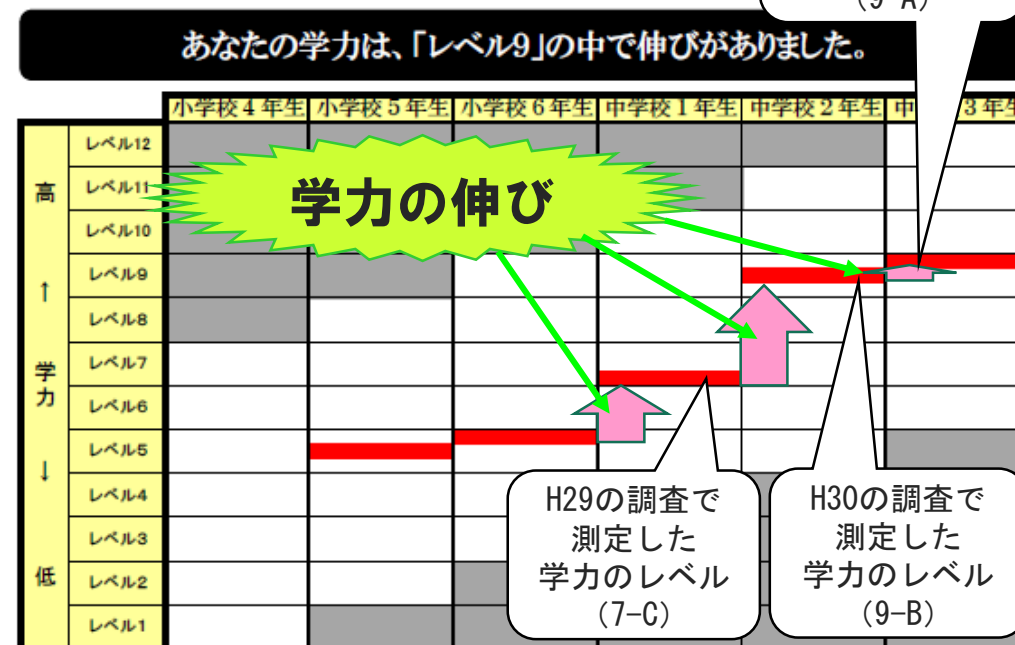 (9-A)
あなたの学力は、「レベル9」の中で伸びがありました。
小学校4年生 小学校5年生 小学校6年生 中学校1年生 中学校2年生 中 3年生
レベル12
高 レベル11
学力の伸び
レベル10
↑ レベル9
レベル8
学 レベル7
力 レベル6
↓ レベル5
レベル4
レベル3
低 レベル2
レベル1
H29の調査で
測定した
学力のレベル
(7-C)
H30の調査で
測定した
学力のレベル
(9-B)